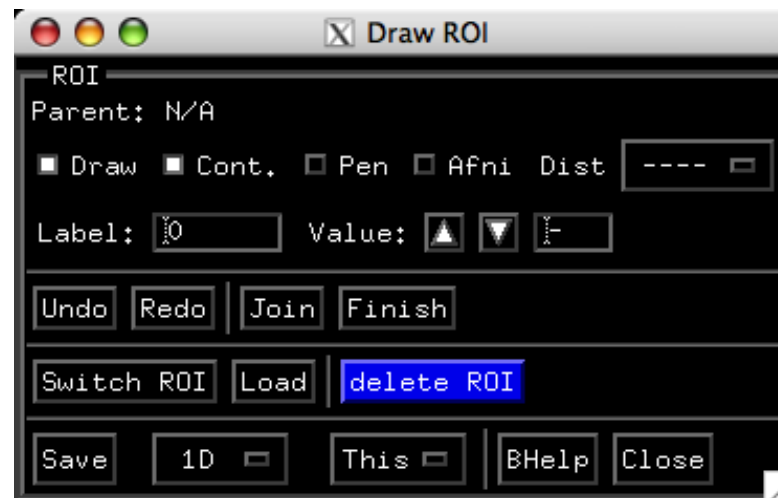 X Draw ROI
ROI
Parent: N/A
Draw Cont. Pen Afni Dist ----
Label: 0 Value: -
Undo Redo Join Finish
Switch ROI Load delete ROI
Save 1D This BHelp Close